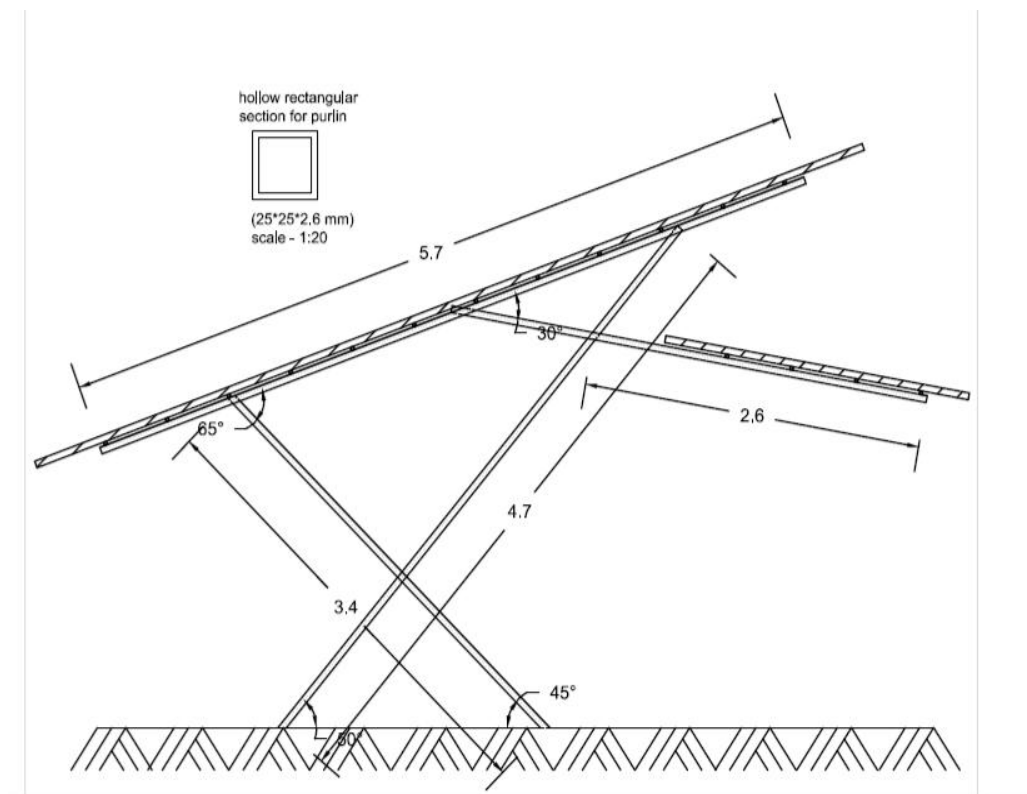 hollow rectangular
section for purlin
(25*25*2.6 mm)
scale - 1:20
5.7
30°
65°
2.6
4.7
3.4
45°
50°